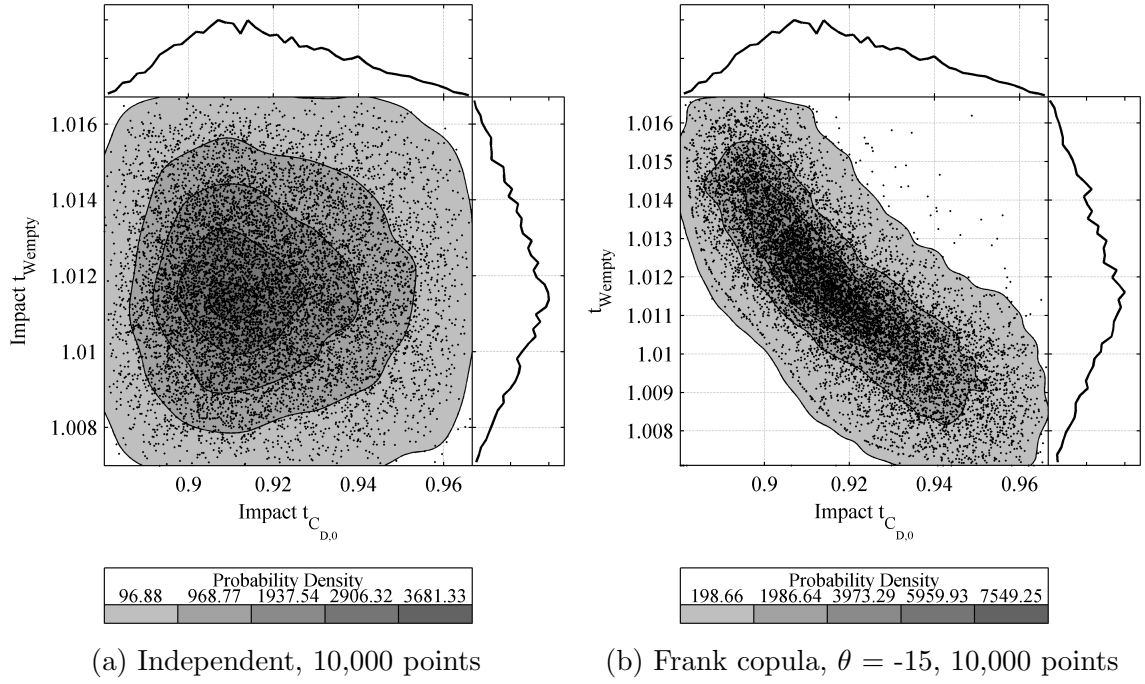 1.016
1.014
1.012
1.01
1.008
Impact tWempty
0.9 0.92 0.94 0.96
Impact tCD,0
Probability Density
96.88 968.77 1937.54 2906.32 3681.33
(a) Independent, 10,000 points
1.016
1.015
1.014
1.013
1.012
1.011
1.01
1.009
1.008
tWempty
0.9 0.92 0.94 0.96
Impact tCD,0
Probability Density
198.66 1986.64 3973.29 5959.93 7549.25
(b) Frank copula, θ = -15, 10,000 points